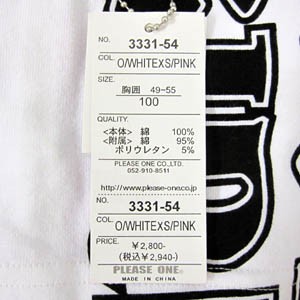 NO. 3331-54
COL. O/WHITEXS/PINK
SIZE.
胸囲 49-55
100
QUALITY.
<本体> 綿 100%
<附属> 綿 95%
ポリウレタン 5%
PLEASE ONE CO.,LTD.
052-910-8511
http://www.please-one.co.jp
NO. 3331-54
COL. O/WHITEXS/PINK
PRICE. ¥2,800-
(税込¥2,940-)
PLEASE ONE.
MADE IN CHINA